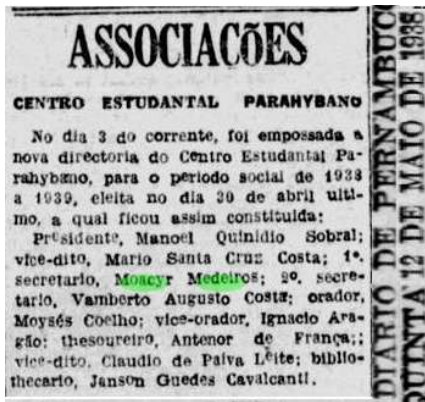 ASSOCIACÕES
CENTRO ESTUDANTAL PARAHYBANO
No dia 3 do corrente, foi empossada a
nova directoria do Centro Estudantal Pa-
rahybano, para o periodo social de 1938
a 1939, eleita no dia 20 de abril ulti-
mo, a qual ficou assim constituida:
Presidente, Manoel Quinidio Sobral;
vice-dito, Mario Santa Cruz Costa; 1º.
secretario, Moacyr Medeiros; 2º. secre-
tario, Vamberto Augusto Costa; orador,
Moysés Coelho; vice-orador, Ignacio Ara-
gão; thesoureiro, Antenor de França;;
vice-dito, Claudio de Paiva Leite; biblio-
thecario, Janson Guedes Cavalcanti.
DIARIO DE PERNAMBUC
QUINTA 12 DE MAIO DE 1938